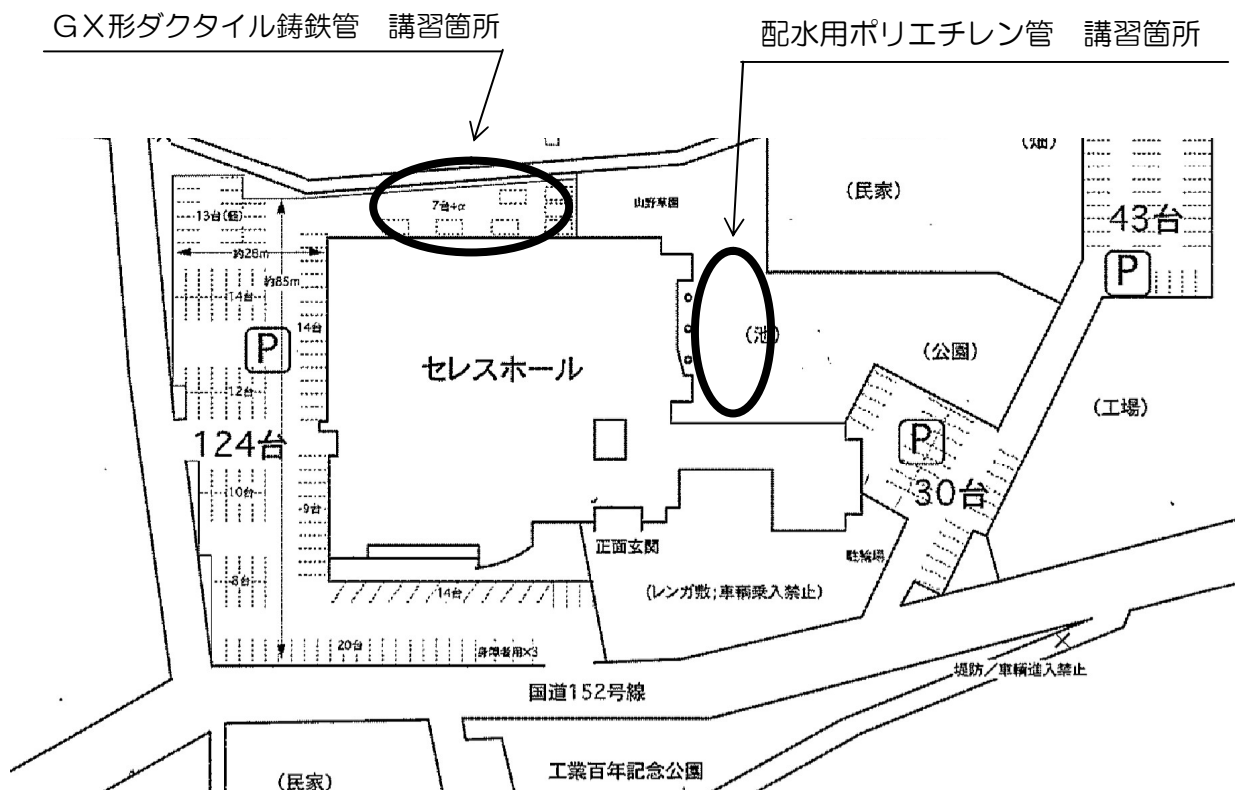 GX形ダクタイル鋳鉄管 講習箇所
配水用ポリエチレン管 講習箇所
(畑)
(民家)
13台(軽)
7台+α
山野草園
43台
P
約26m
約85m
14台
14台
P
(池)
セレスホール
(公園)
(工場)
12台
124台
P
30台
10台
9台
正面玄関
駐輪場
8台
14台
(レンガ敷;車輌乗入禁止)
20台
身障者用×3
堤防/車輌進入禁止
国道152号線
工業百年記念公園
(民家)